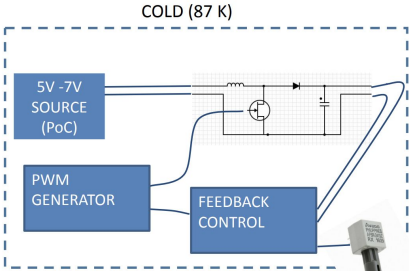 COLD (87 K)
5V -7V
SOURCE
(PoC)
PWM
GENERATOR
FEEDBACK
CONTROL